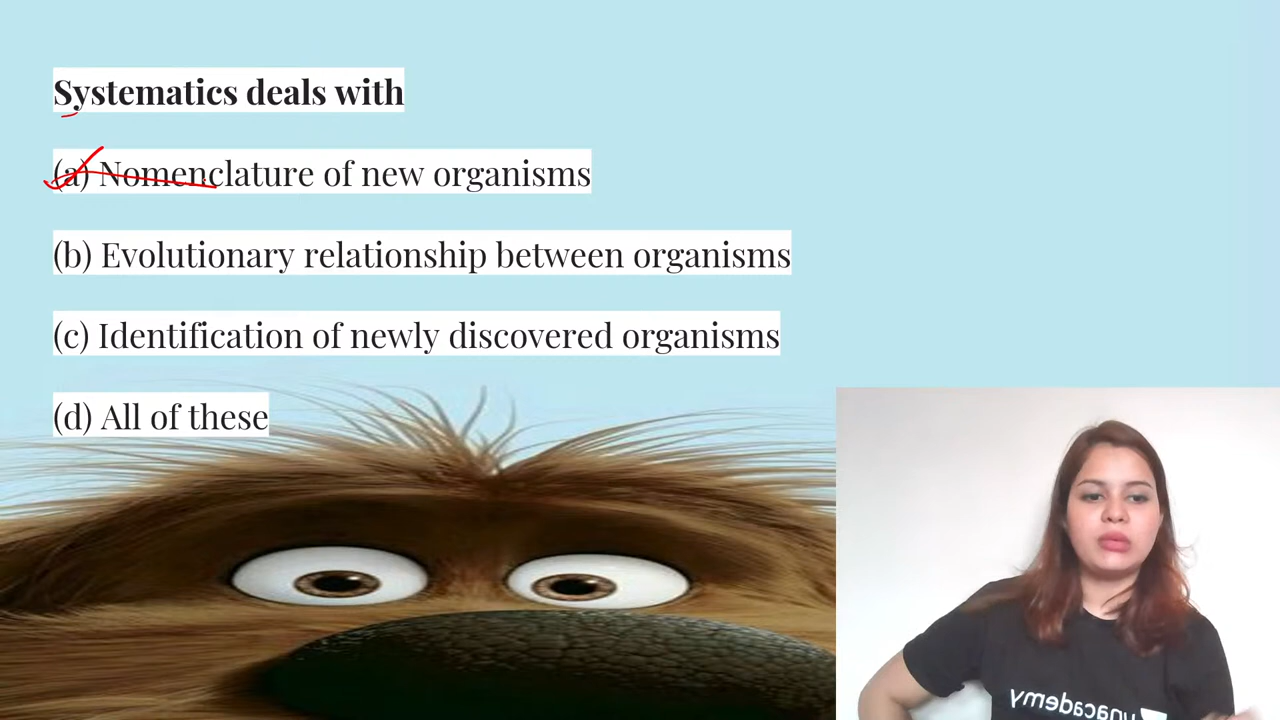 Systematics deals with
(a) Nomenclature of new organisms
(b) Evolutionary relationship between organisms
(c) Identification of newly discovered organisms
(d) All of these
unacademy